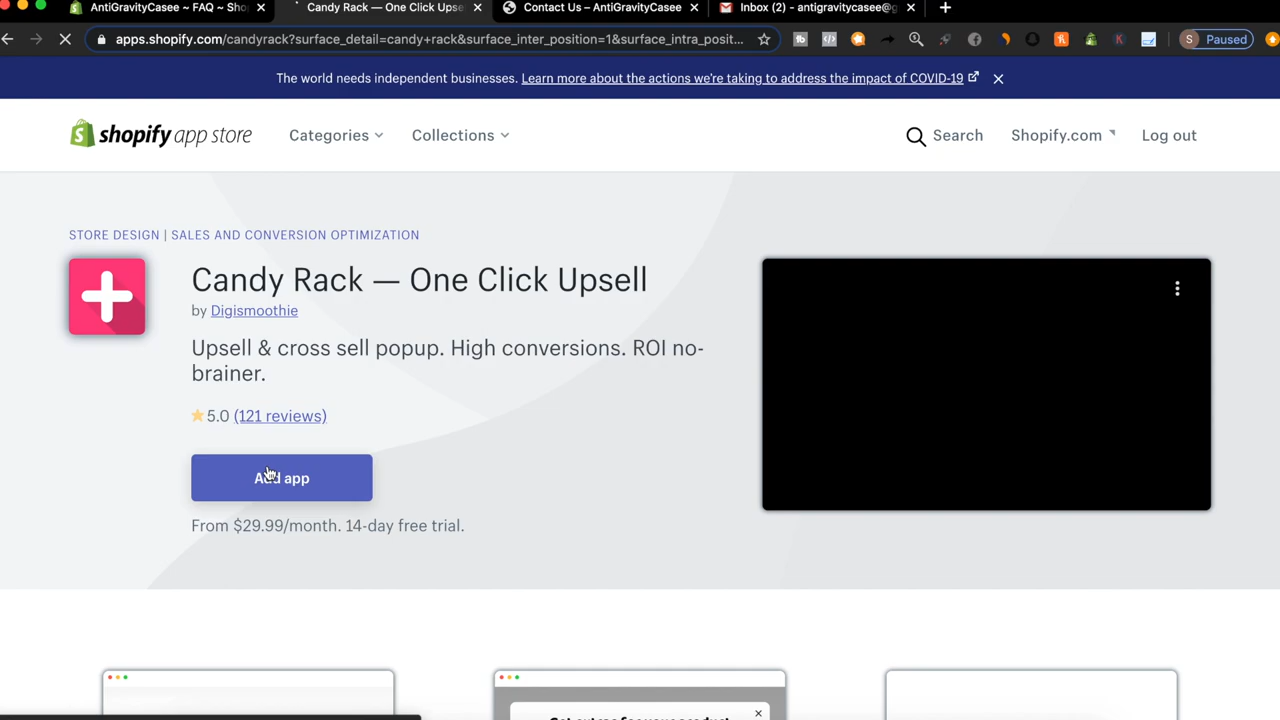 AntiGravityCasee ~ FAQ ~ Sho
Candy Rack — One Click Upse
Contact Us – AntiGravityCasee
Inbox (2) - antigravitycasee@g
apps.shopify.com/candyrack?surface_detail=candy+rack&surface_inter_position=1&surface_intra_posit...
S Paused
The world needs independent businesses. Learn more about the actions we're taking to address the impact of COVID-19
shopify app store
Categories
Collections
Search
Shopify.com
Log out
STORE DESIGN | SALES AND CONVERSION OPTIMIZATION
Candy Rack — One Click Upsell
by Digismoothie
Upsell & cross sell popup. High conversions. ROI no-
brainer.
5.0 (121 reviews)
Add app
From $29.99/month. 14-day free trial.